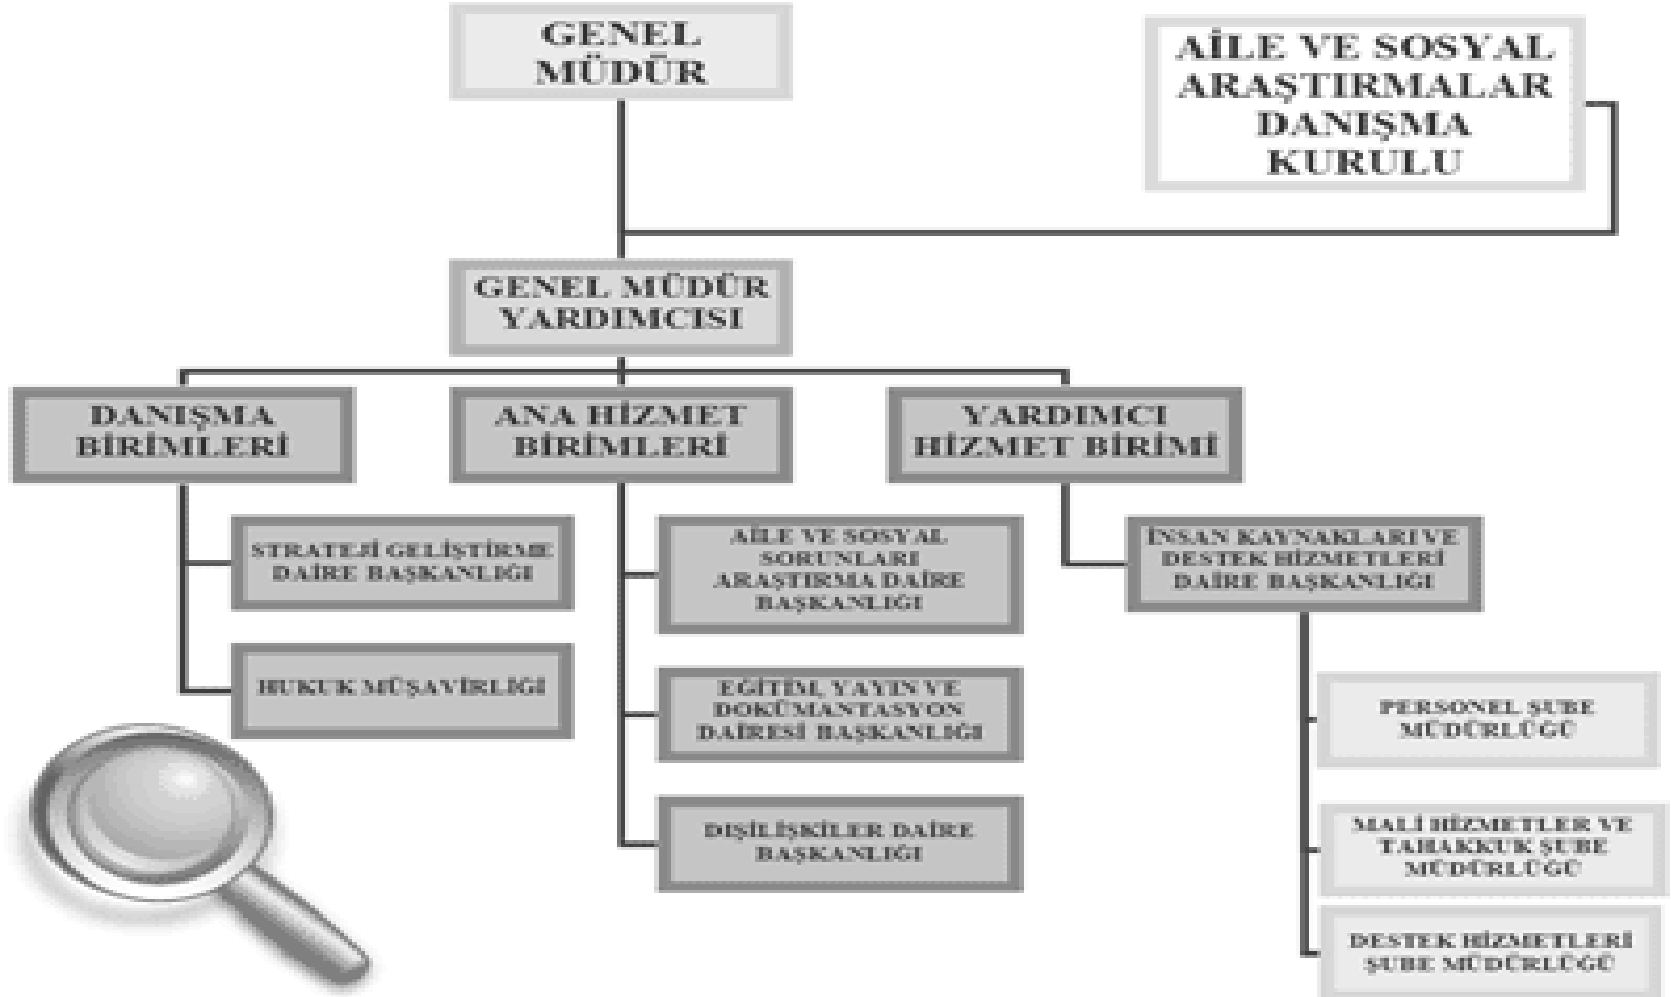 GENEL
MÜDÜR
AİLE VE SOSYAL
ARAŞTIRMALAR
DANIŞMA
KURULU
GENEL MÜDÜR
YARDIMCISI
DANIŞMA
BİRİMLERİ
ANA HİZMET
BİRİMLERİ
YARDIMCI
HİZMET BİRİMİ
STRATEJİ GELİŞTİRME
DAİRE BAŞKANLIĞI
HUKUK MÜŞAVİRLİĞİ
AİLE VE SOSYAL
SORUNLARI
ARAŞTIRMA DAİRE
BAŞKANLIĞI
EĞİTİM, YAYIN VE
DOKÜMANTASYON
DAİRESİ BAŞKANLIĞI
DIŞİLİŞKİLER DAİRE
BAŞKANLIĞI
İNSAN KAYNAKLARI VE
DESTEK HİZMETLERİ
DAİRE BAŞKANLIĞI
PERSONEL ŞUBE
MÜDÜRLÜĞÜ
MALİ HİZMETLER VE
TAHAKKUK ŞUBE
MÜDÜRLÜĞÜ
DESTEK HİZMETLERİ
ŞUBE MÜDÜRLÜĞÜ